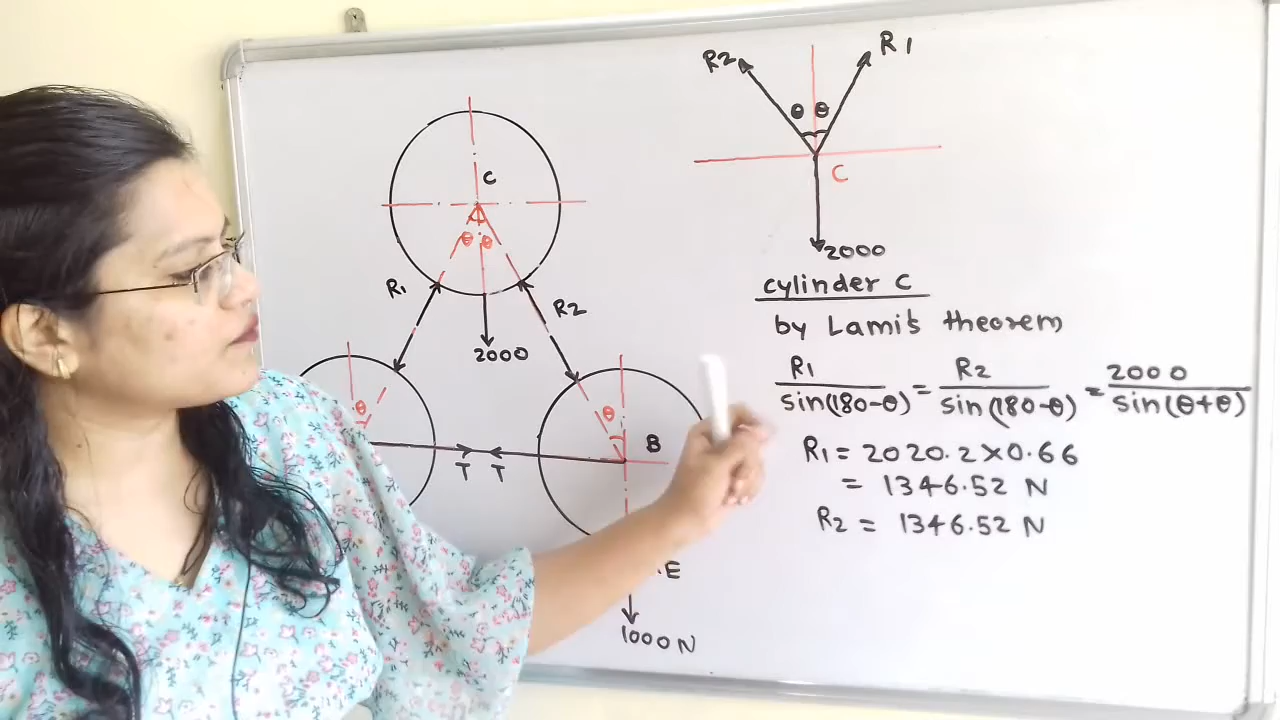 R2
R1
θ θ
C
2000
C
θ θ
R1
R2
2000
θ
θ
B
T T
.E
1000 N
cylinder C
by Lami's theorem
R1/sin(180-θ) = R2/sin(180-θ) = 2000/sin(θ+θ)
R1 = 2020.2×0.66
= 1346.52 N
R2 = 1346.52 N